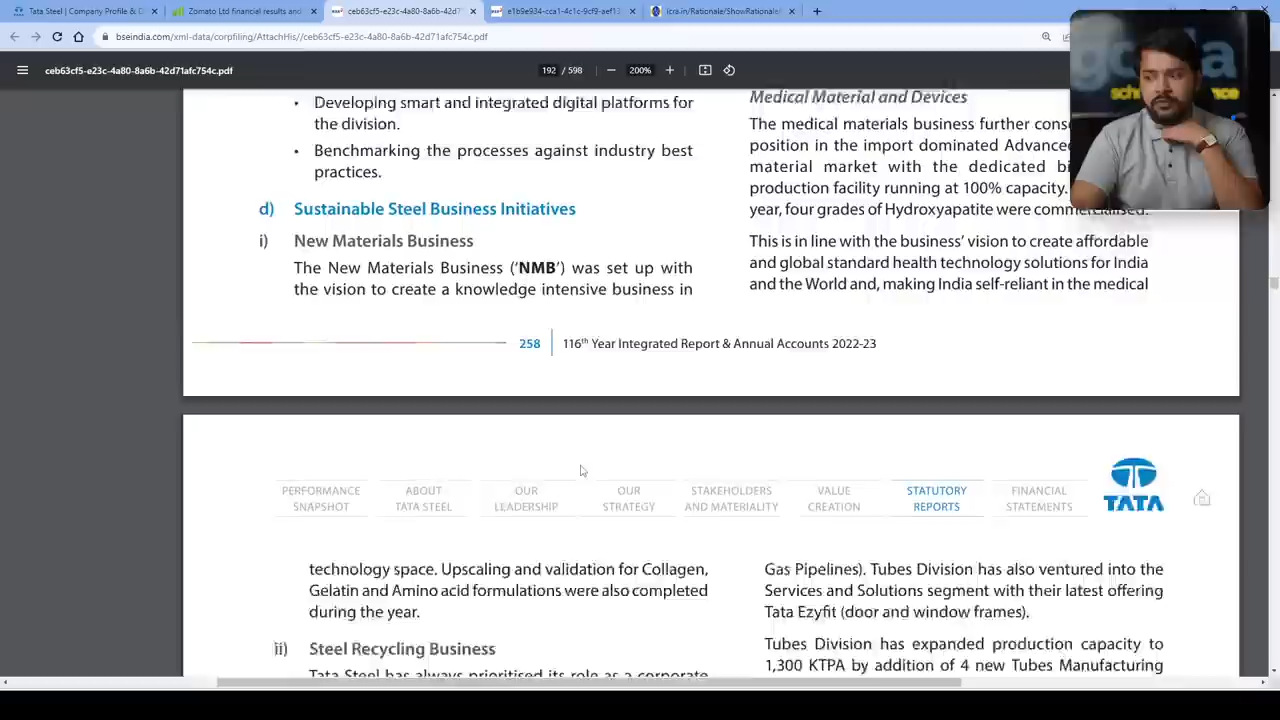 Tata Steel | Company Profile & D
Zomato Ltd financial results and
ceb63cf5-e23c-4a80-8a6b-42d7
e1b9e934-cca1-4c1c-9cf9-aef13
icra.in/Rationale/ShowRationale
bseindia.com/xml-data/corpfiling/AttachHis//ceb63cf5-e23c-4a80-8a6b-42d71afc754c.pdf
ceb63cf5-e23c-4a80-8a6b-42d71afc754c.pdf
192 / 598
200%
• Developing smart and integrated digital platforms for
the division.
• Benchmarking the processes against industry best
practices.
d) Sustainable Steel Business Initiatives
i) New Materials Business
The New Materials Business ('NMB') was set up with
the vision to create a knowledge intensive business in
Medical Material and Devices
The medical materials business further
position in the import dominated Advanced
material market with the dedicated
production facility running at 100% capacity.
year, four grades of Hydroxyapatite were commercialised.
This is in line with the business' vision to create affordable
and global standard health technology solutions for India
and the World and, making India self-reliant in the medical
258
116th Year Integrated Report & Annual Accounts 2022-23
PERFORMANCE
SNAPSHOT
ABOUT
TATA STEEL
OUR
LEADERSHIP
OUR
STRATEGY
STAKEHOLDERS
AND MATERIALITY
VALUE
CREATION
STATUTORY
REPORTS
FINANCIAL
STATEMENTS
TATA
technology space. Upscaling and validation for Collagen,
Gelatin and Amino acid formulations were also completed
during the year.
ii) Steel Recycling Business
Tata Steel has always prioritised its role as a corporate
Gas Pipelines). Tubes Division has also ventured into the
Services and Solutions segment with their latest offering
Tata Ezyfit (door and window frames).
Tubes Division has expanded production capacity to
1,300 KTPA by addition of 4 new Tubes Manufacturing